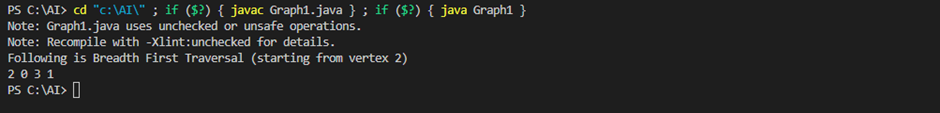 PS C:\AI> cd "c:\AI\" ; if ($?) { javac Graph1.java } ; if ($?) { java Graph1 }
Note: Graph1.java uses unchecked or unsafe operations.
Note: Recompile with -Xlint:unchecked for details.
Following is Breadth First Traversal (starting from vertex 2)
2 0 3 1
PS C:\AI>